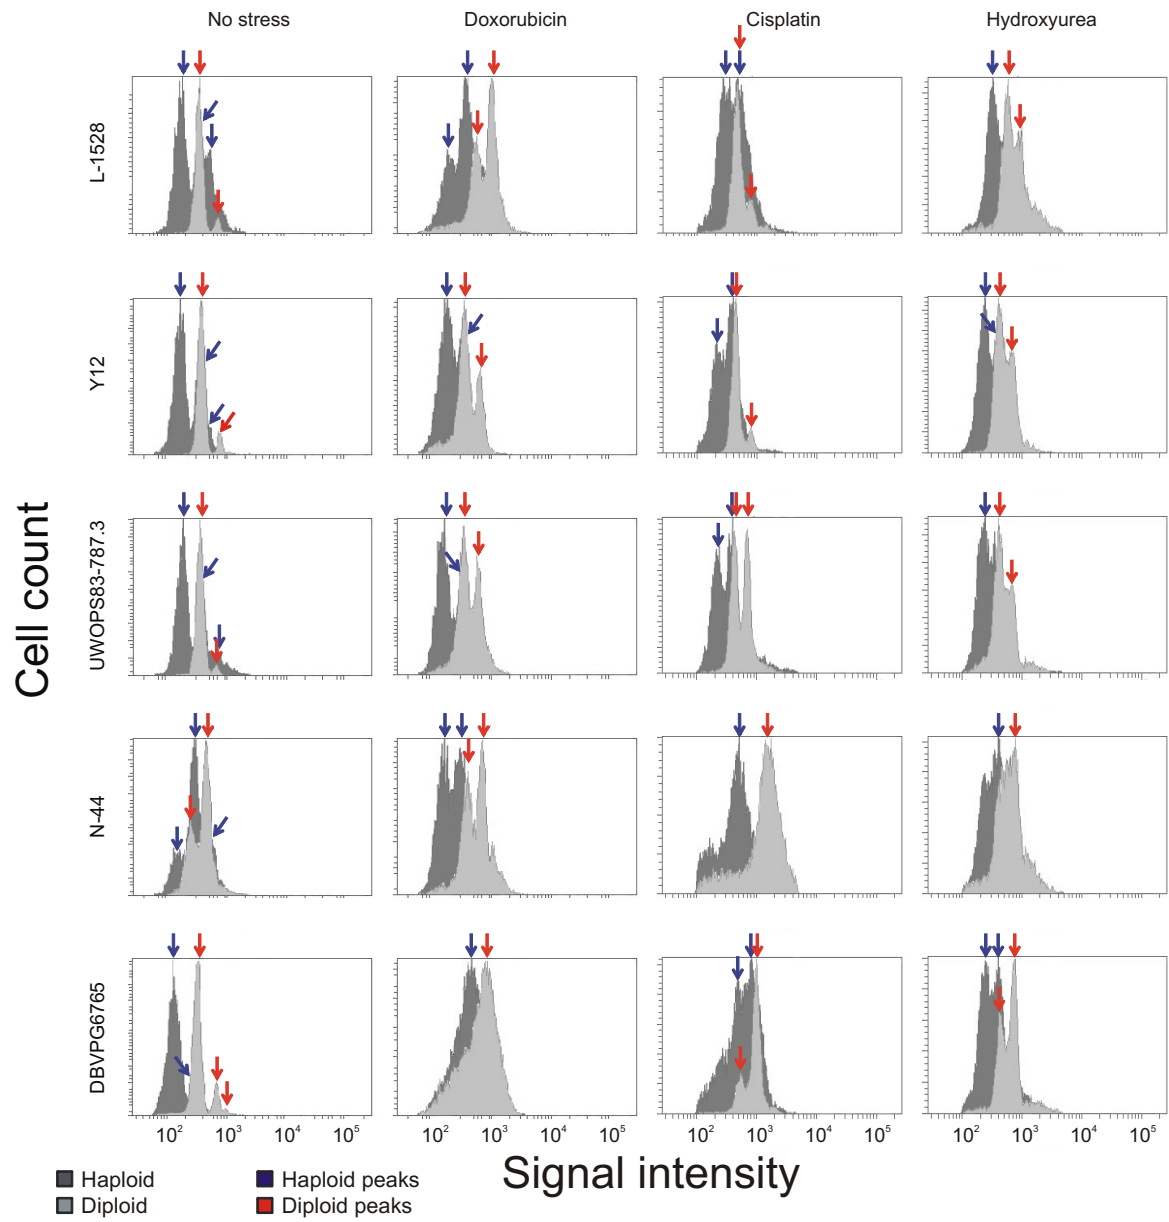 No stress Doxorubicin Cisplatin Hydroxyurea
L-1528
Y12
UWOPS83-787.3
N-44
DBVPG6765
Cell count
10² 10³ 10⁴ 10⁵ 10² 10³ 10⁴ 10⁵ 10² 10³ 10⁴ 10⁵ 10² 10³ 10⁴ 10⁵
Signal intensity
Haploid Haploid peaks
Diploid Diploid peaks